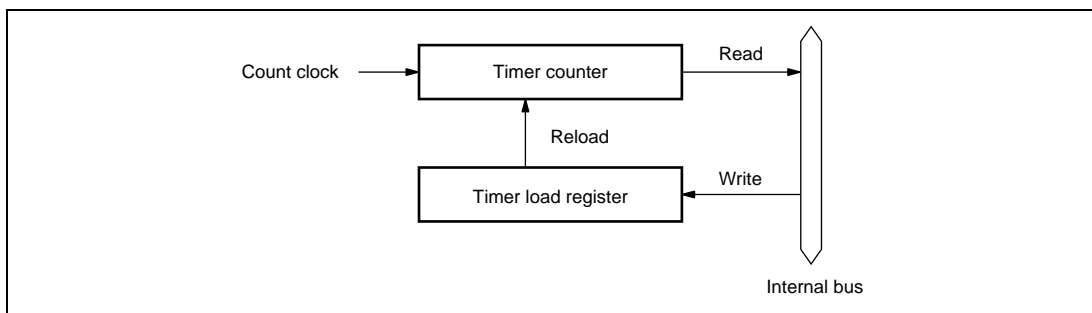 Read
Count clock
Timer counter
Reload
Write
Timer load register
Internal bus